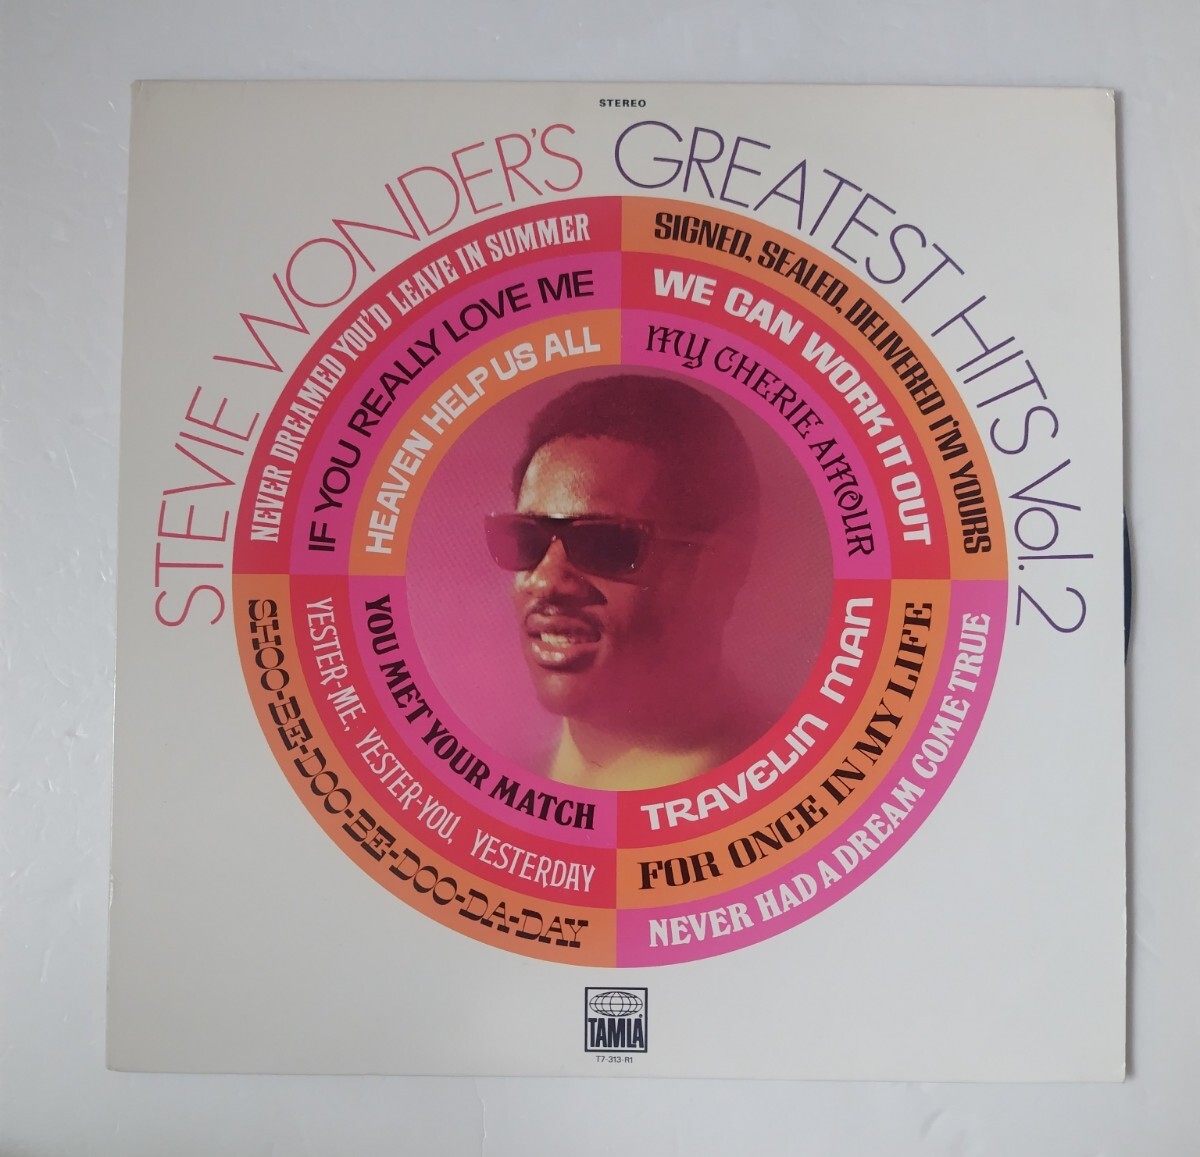 STEREO
STEVIE WONDER'S GREATEST HITS Vol. 2
NEVER DREAMED YOU'D LEAVE IN SUMMER
IF YOU REALLY LOVE ME
HEAVEN HELP US ALL
SIGNED, SEALED, DELIVERED I'M YOURS
WE CAN WORK IT OUT
MY CHERIE AMOUR
SHOO-BE-DOO-BE-DOO-DA-DAY
YESTER-ME, YESTER-YOU, YESTERDAY
YOU MET YOUR MATCH
TRAVELIN MAN
FOR ONCE IN MY LIFE
NEVER HAD A DREAM COME TRUE
TAMLA
T7-313-R1